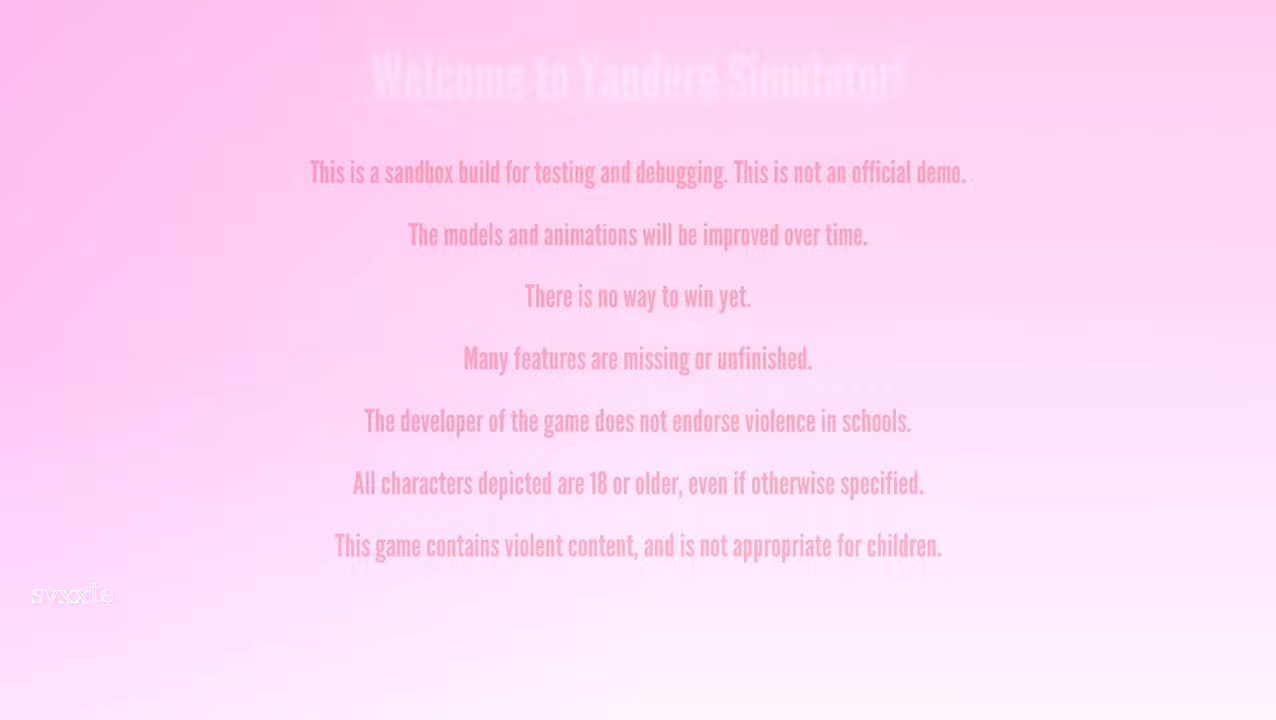 Welcome to Yandere Simulator!
This is a sandbox build for testing and debugging. This is not an official demo.
The models and animations will be improved over time.
There is no way to win yet.
Many features are missing or unfinished.
The developer of the game does not endorse violence in schools.
All characters depicted are 18 or older, even if otherwise specified.
This game contains violent content, and is not appropriate for children.
svxxte